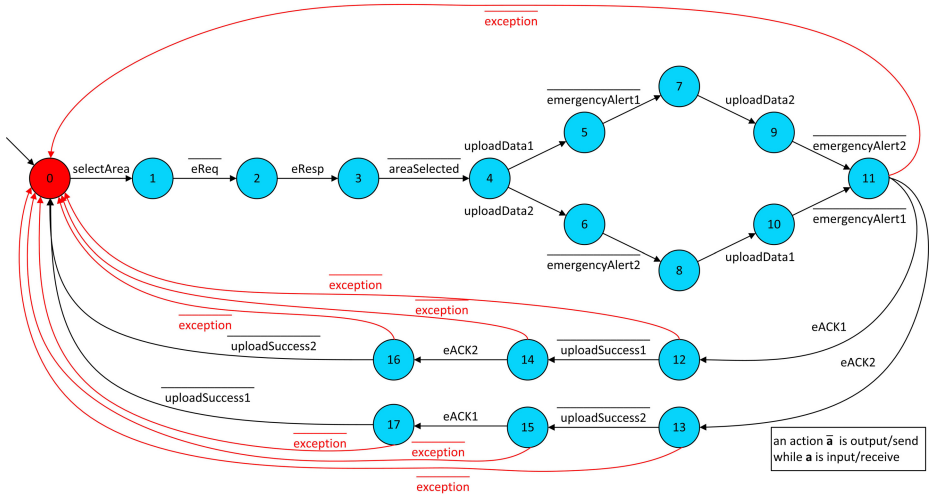 exception
7
emergencyAlert1
uploadData2
5
9
uploadData1
emergencyAlert2
selectArea
eReq
eResp
areaSelected
0
1
2
3
4
11
uploadData2
emergencyAlert1
6
10
emergencyAlert2
uploadData1
8
exception
exception
exception
eACK1
uploadSuccess2
eACK2
uploadSuccess1
16
14
12
eACK2
uploadSuccess1
eACK1
uploadSuccess2
17
15
13
exception
exception
exception
an action a is output/send
while a is input/receive